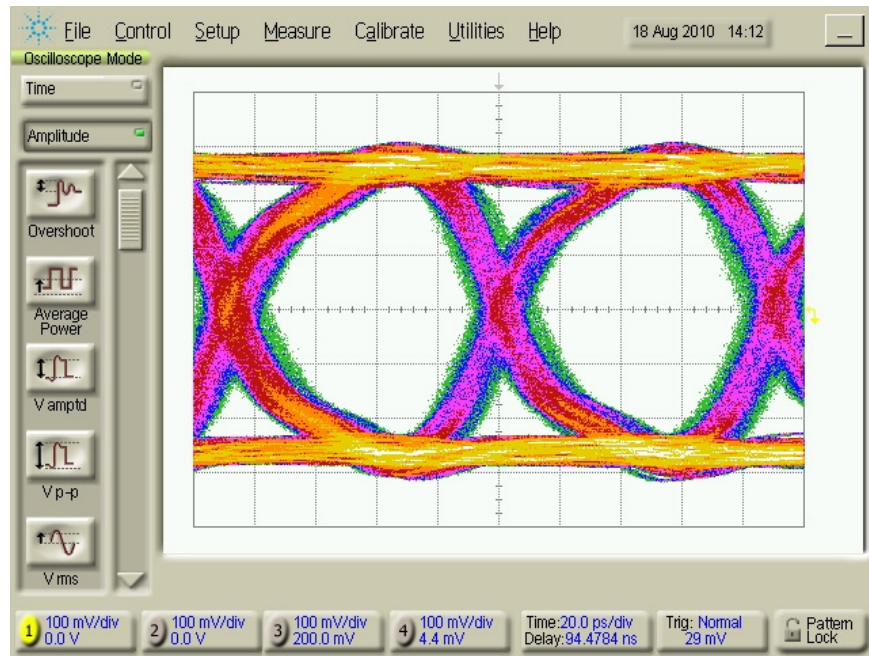 File Control Setup Measure Calibrate Utilities Help 18 Aug 2010 14:12
Oscilloscope Mode
Time
Amplitude
Overshoot
Average
Power
V amptd
V p-p
V rms
1 100 mV/div
0.0 V
2 100 mV/div
0.0 V
3 100 mV/div
200.0 mV
4 100 mV/div
4.4 mV
Time:20.0 ps/div
Delay:94.4784 ns
Trig: Normal
29 mV
Pattern
Lock